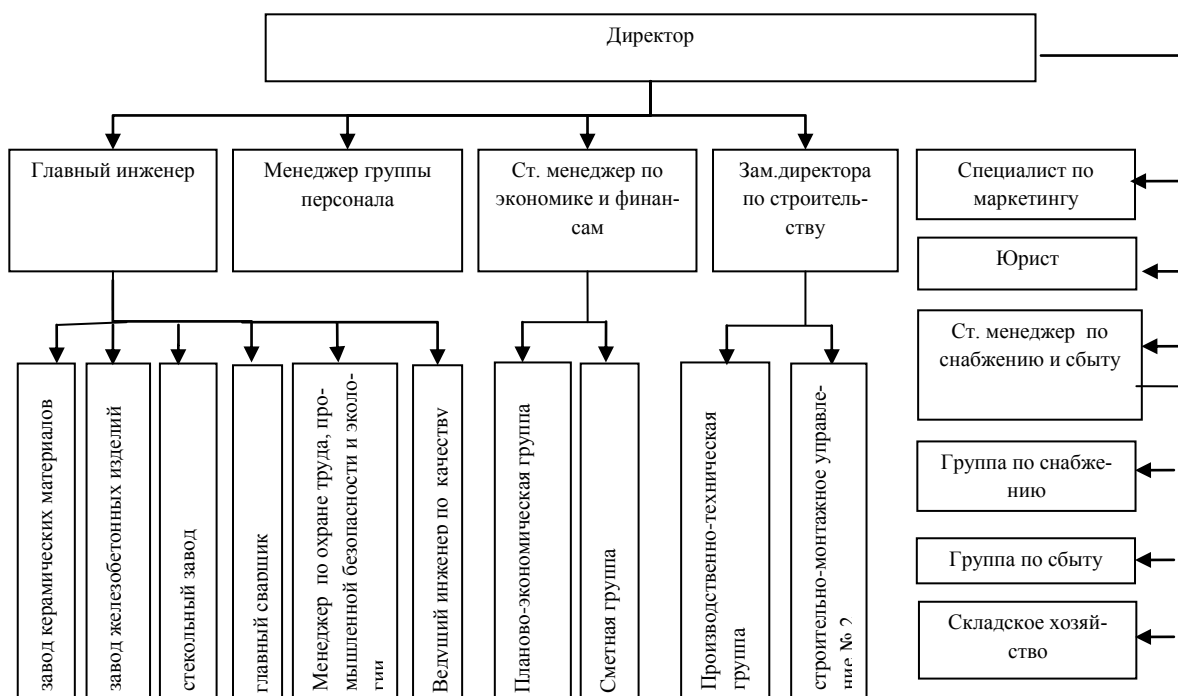 Директор
Главный инженер
Менеджер группы
персонала
Ст. менеджер по
экономике и финан-
сам
Зам.директора
по строитель-
ству
Специалист по
маркетингу
Юрист
Ст. менеджер по
снабжению и сбыту
Группа по снабже-
нию
Группа по сбыту
Складское хозяй-
ство
завод керамических материалов
завод железобетонных изделий
стекольный завод
главный сварщик
Менеджер по охране труда, про-
мышленной безопасности и эколо-
гии
Ведущий инженер по качеству
Планово-экономическая группа
Сметная группа
Производственно-техническая
группа
строительно-монтажное управле-
ние № 2